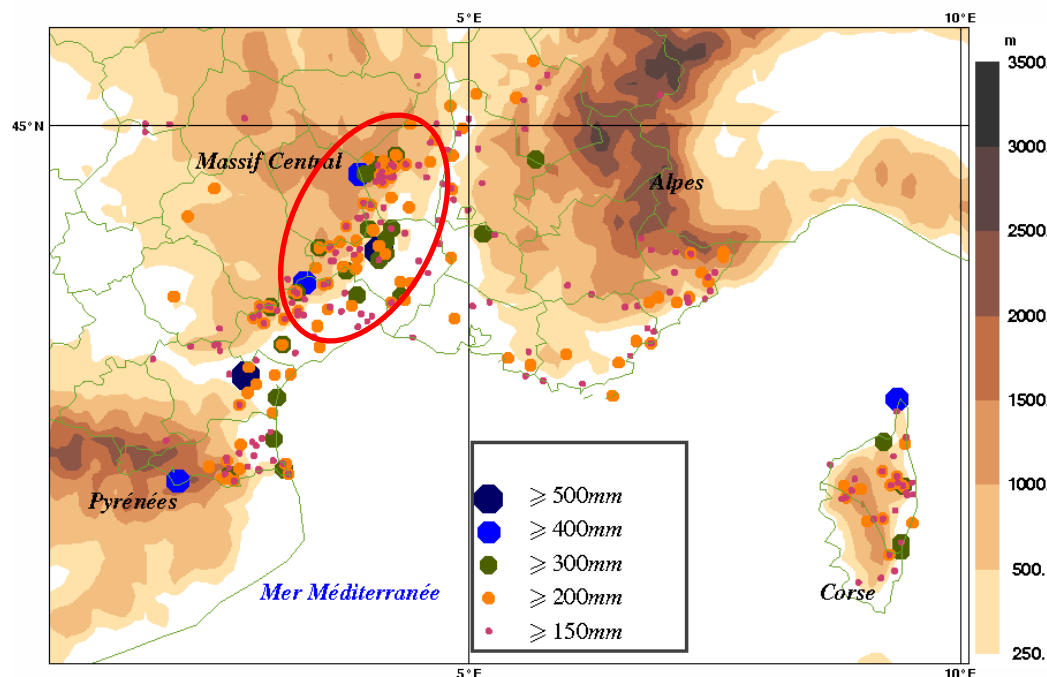 5°E
10°E
m
3500.
45°N
3000.
Massif Central
Alpes
2500.
2000.
1500.
1000.
Pyrénées
⩾ 500mm
⩾ 400mm
⩾ 300mm
500.
Mer Méditerranée
Corse
⩾ 200mm
⩾ 150mm
250.
5°E
10°E